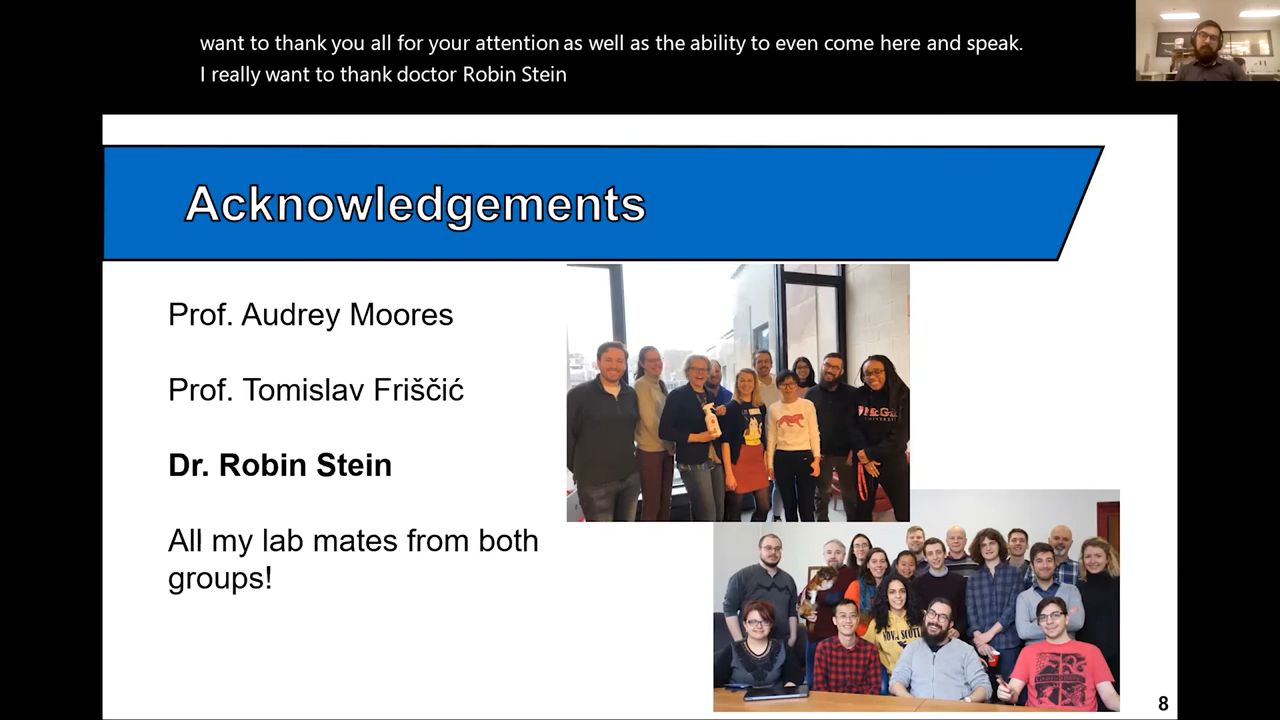 want to thank you all for your attention as well as the ability to even come here and speak.
I really want to thank doctor Robin Stein
Acknowledgements
Prof. Audrey Moores
Prof. Tomislav Friščić
Dr. Robin Stein
All my lab mates from both
groups!
NOVA SCOTI
8